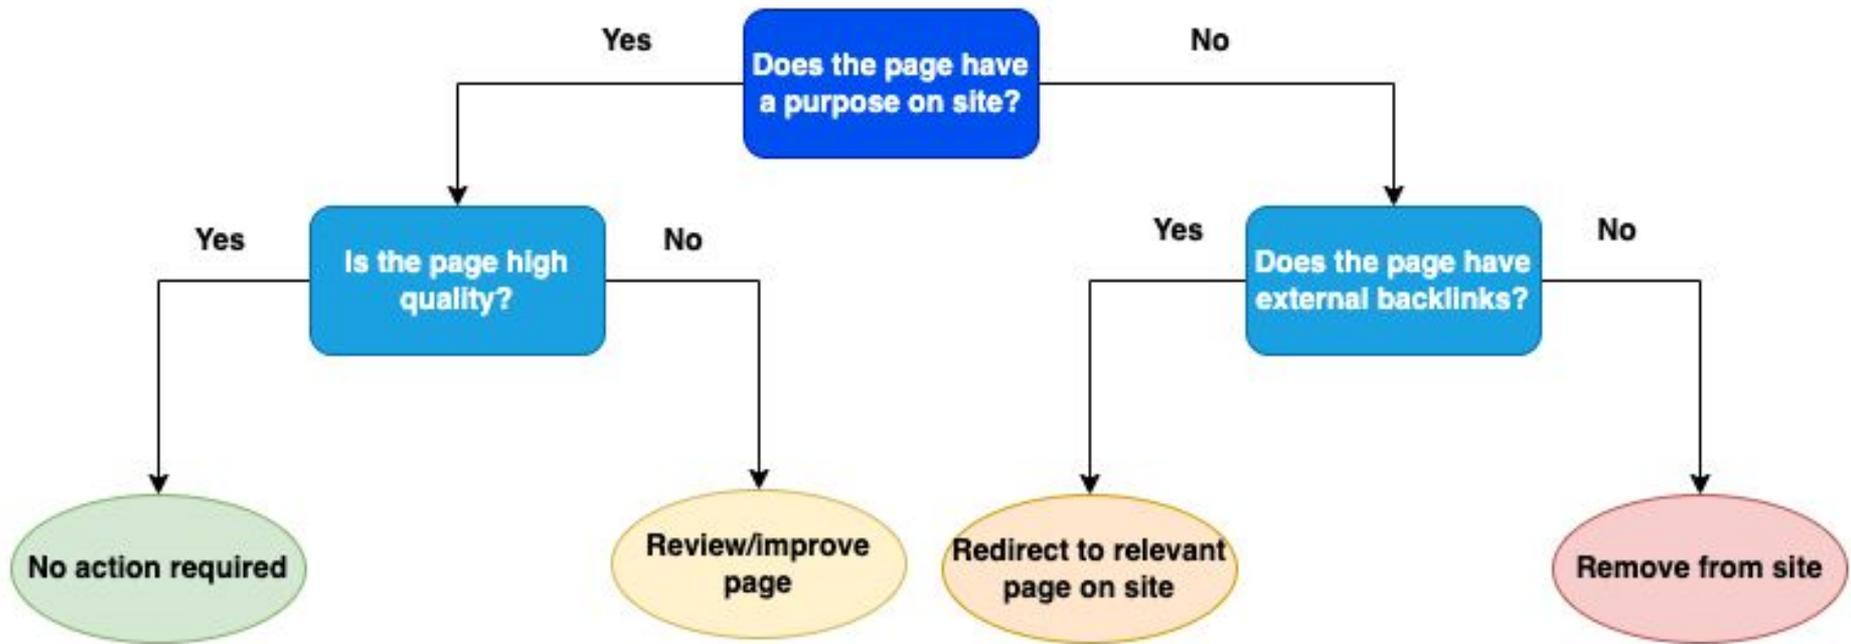 Yes
No
Does the page have
a purpose on site?
Yes
No
Is the page high
quality?
Yes
No
Does the page have
external backlinks?
No action required
Review/improve
page
Redirect to relevant
page on site
Remove from site